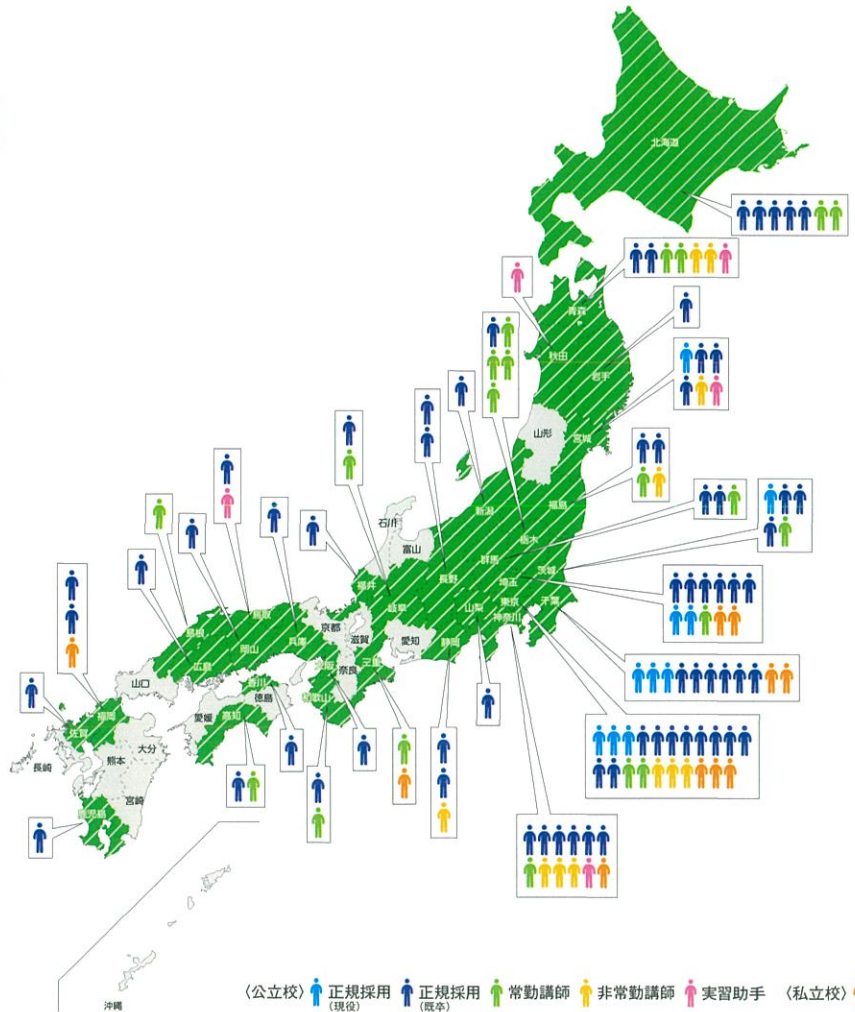 北海道
青森
秋田
岩手
山形
宮城
福島
新潟
栃木
群馬
茨城
埼玉
千葉
東京
神奈川
山梨
長野
静岡
石川
富山
福井
岐阜
愛知
三重
滋賀
京都
奈良
大阪
和歌山
兵庫
鳥取
島根
岡山
広島
山口
香川
徳島
愛媛
高知
福岡
佐賀
長崎
大分
熊本
宮崎
鹿児島
沖縄
〈公立校〉 正規採用 正規採用 常勤講師 非常勤講師 実習助手 〈私立校〉
(現役) (既卒)